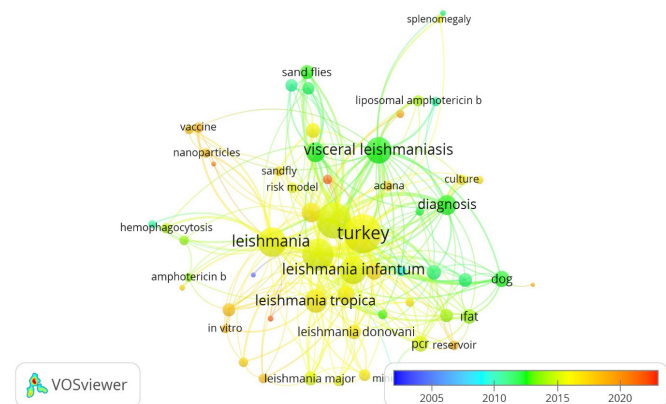 splenomegaly
sand flies
liposomal amphotericin b
vaccine
visceral leishmaniasis
nanoparticles
sandfly
culture
risk model
adana
diagnosis
hemophagocytosis
turkey
leishmania
leishmania infantum
amphotericin b
dog
leishmania tropica
ifat
in vitro
leishmania donovani
pcr
reservoir
leishmania major
VOSviewer
2005
2010
2015
2020